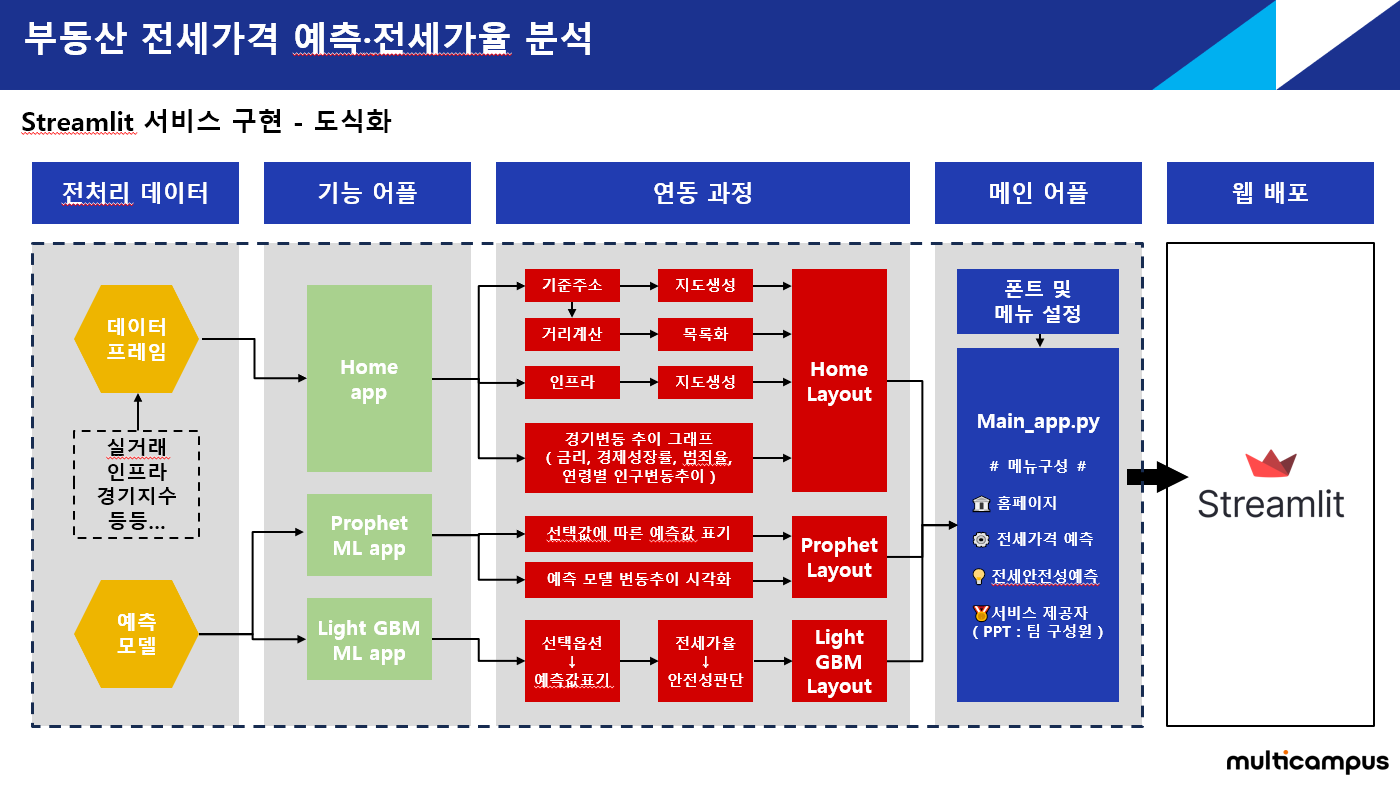 부동산 전세가격 예측·전세가율 분석
Streamlit 서비스 구현 - 도식화
전처리 데이터
기능 어플
연동 과정
메인 어플
웹 배포
데이터
프레임
실거래
인프라
경기지수
등등...
예측
모델
Home
app
Prophet
ML app
Light GBM
ML app
기준주소
지도생성
거리계산
목록화
인프라
지도생성
경기변동 추이 그래프
( 금리, 경제성장률, 범죄율,
연령별 인구변동추이 )
Home
Layout
선택값에 따른 예측값 표기
예측 모델 변동추이 시각화
Prophet
Layout
선택옵션
↓
예측값표기
전세가율
↓
안전성판단
Light
GBM
Layout
폰트 및
메뉴 설정
Main_app.py
# 메뉴구성 #
홈페이지
전세가격 예측
전세안전성예측
서비스 제공자
( PPT : 팀 구성원 )
Streamlit
multicampus